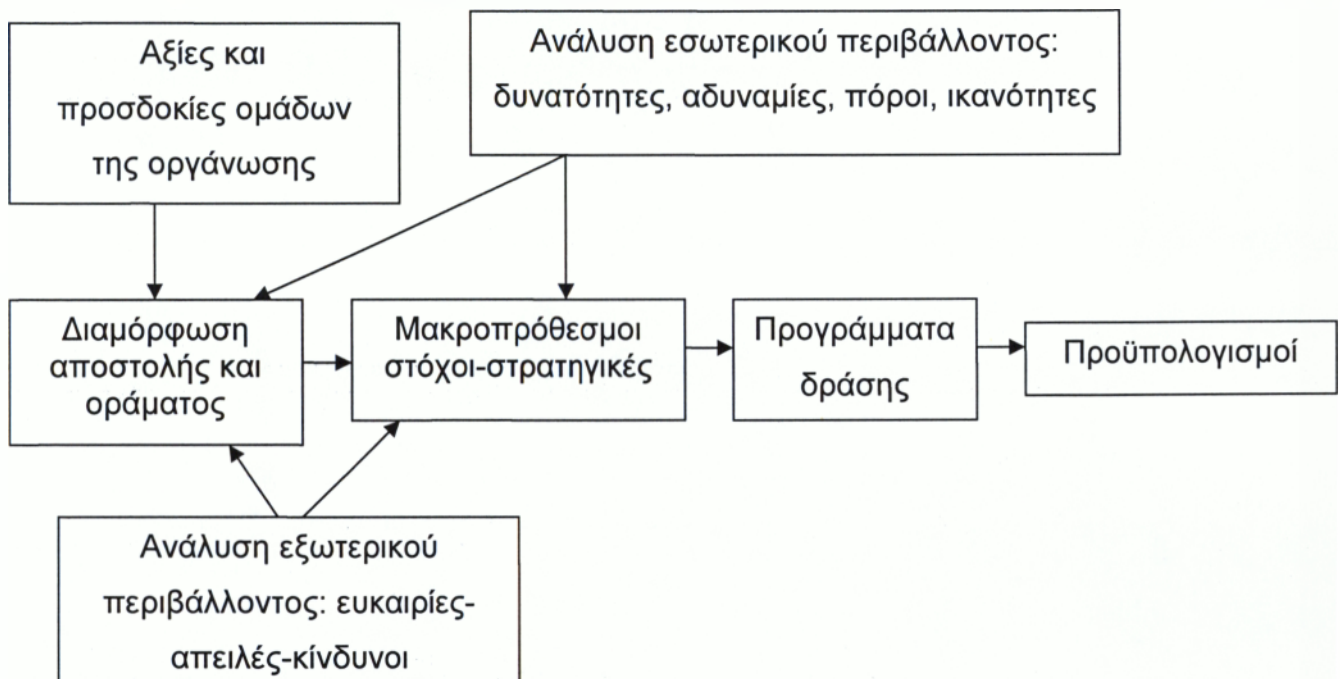 Αξίες και
προσδοκίες ομάδων
της οργάνωσης
Ανάλυση εσωτερικού περιβάλλοντος:
δυνατότητες, αδυναμίες, πόροι, ικανότητες
Διαμόρφωση
αποστολής και
οράματος
Μακροπρόθεσμοι
στόχοι-στρατηγικές
Προγράμματα
δράσης
Προϋπολογισμοί
Ανάλυση εξωτερικού
περιβάλλοντος: ευκαιρίες-
απειλές-κίνδυνοι